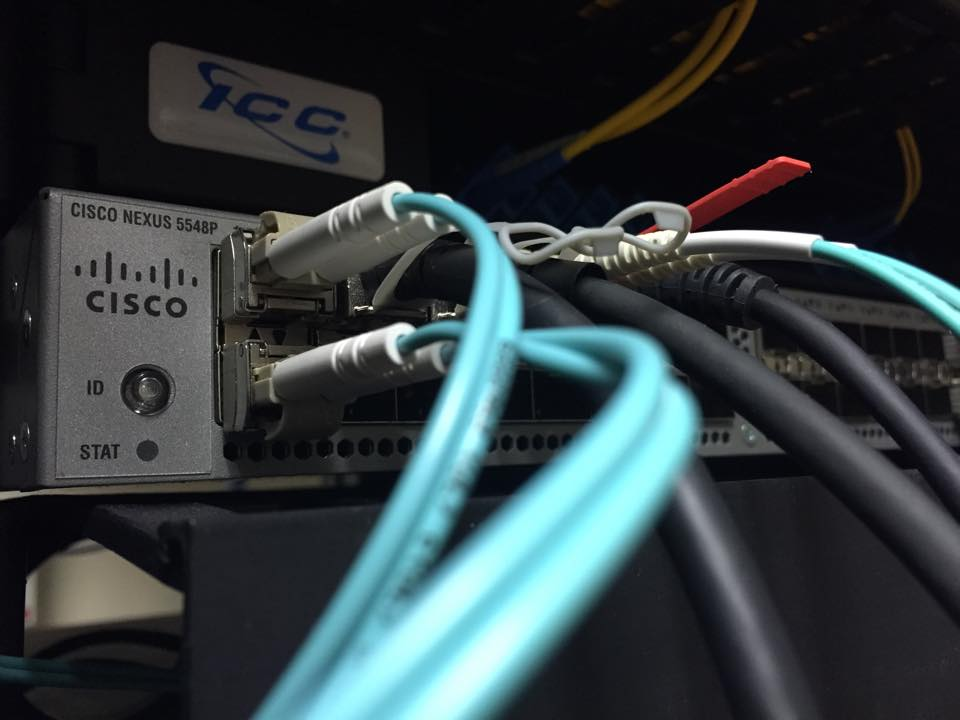 ICC
CISCO NEXUS 5548P
CISCO
ID
STAT